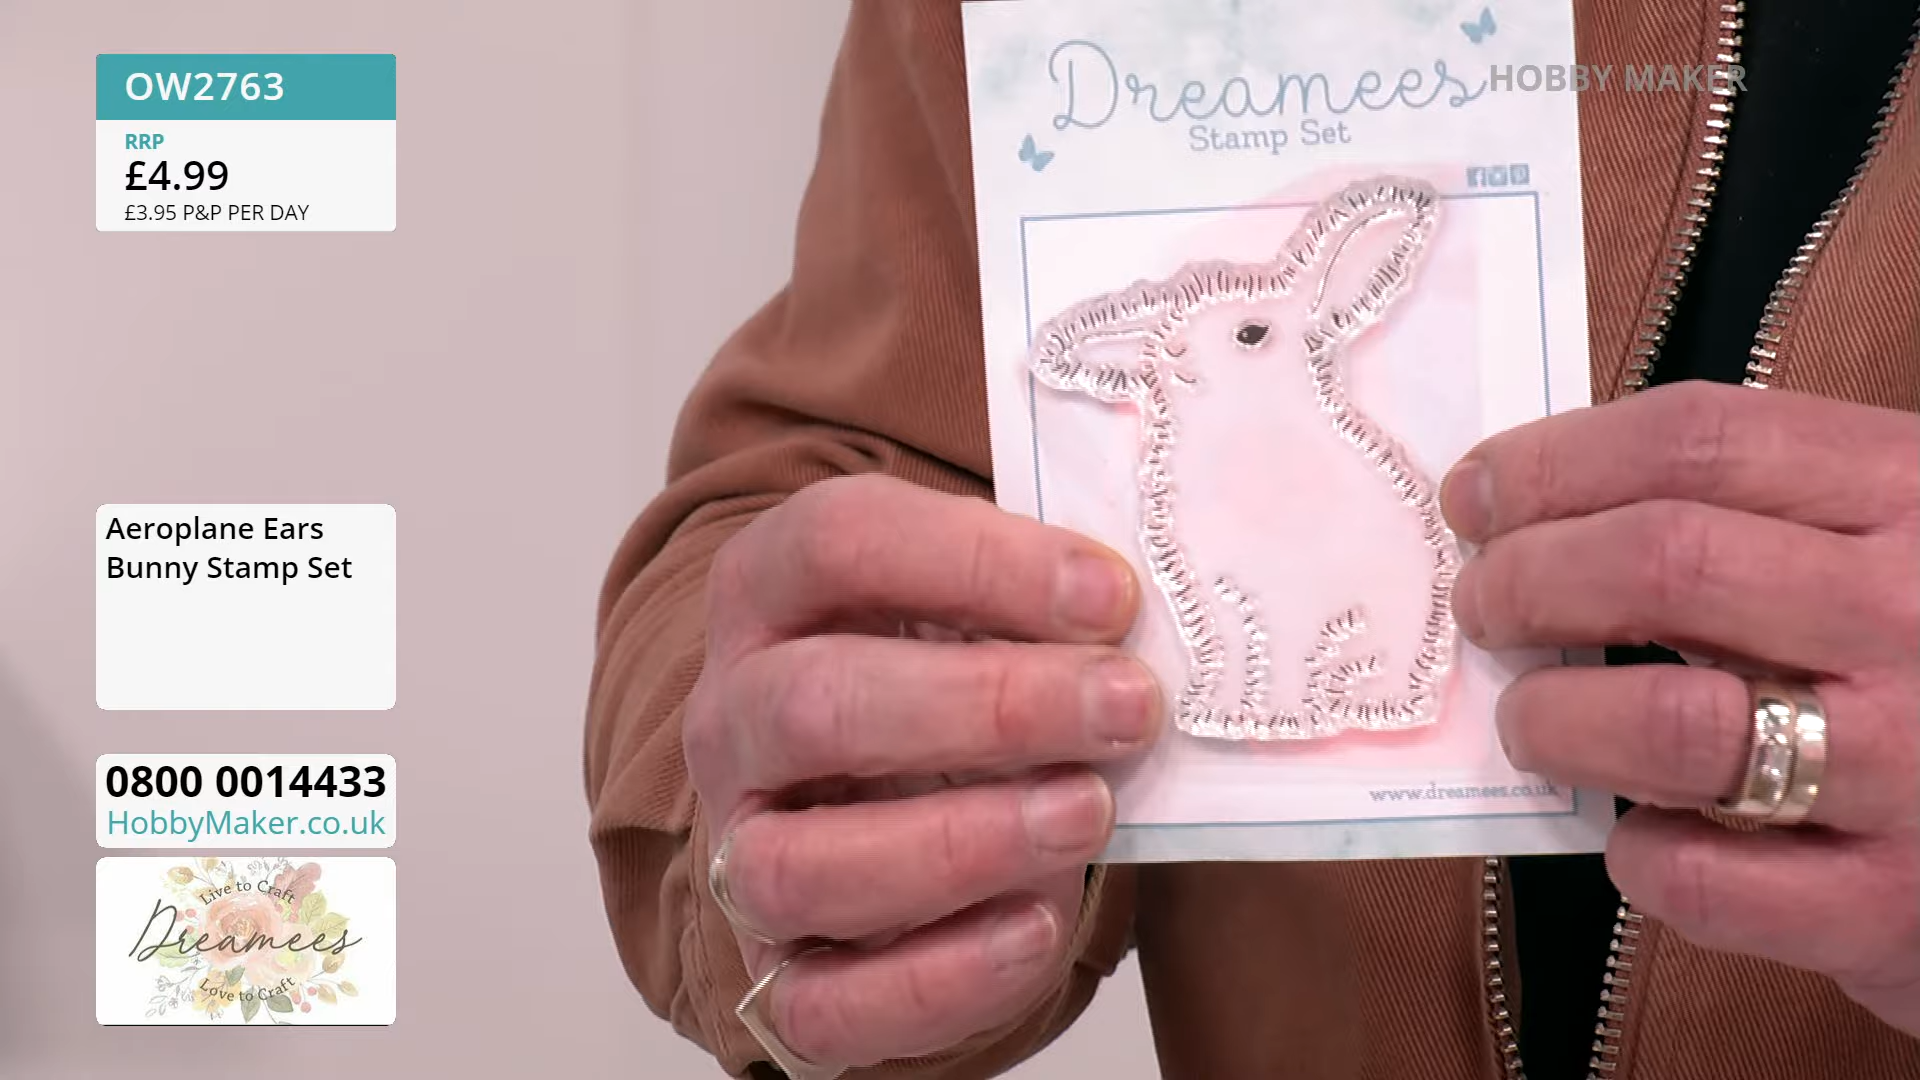 OW2763
RRP
£4.99
£3.95 P&P PER DAY
Aeroplane Ears
Bunny Stamp Set
0800 0014433
HobbyMaker.co.uk
Live to Craft
Dreamees
Love to Craft
Dreamees
Stamp Set
HOBBY MAKER
www.dreamees.co.uk